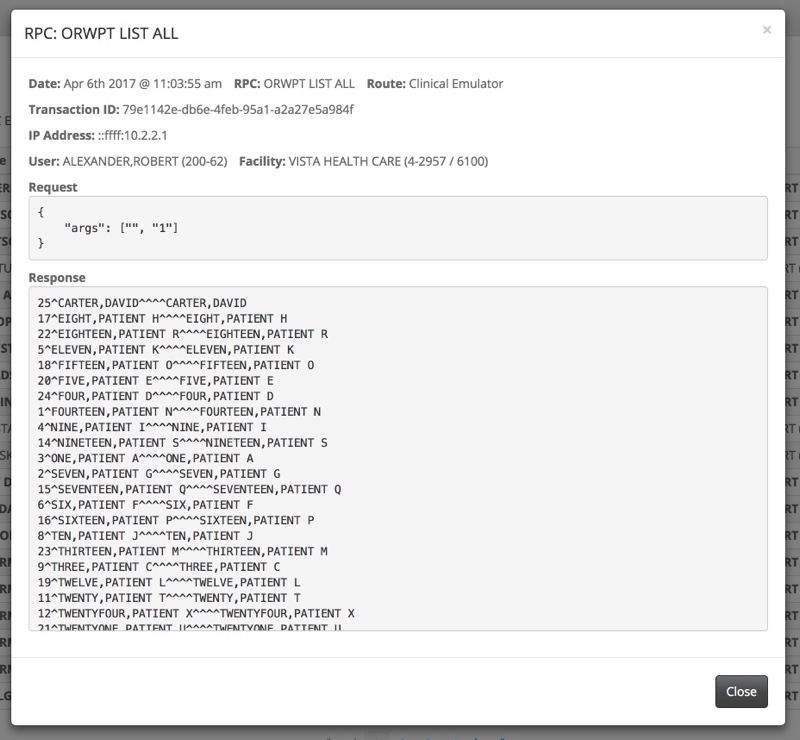 RPC: ORWPT LIST ALL
×
Date: Apr 6th 2017 @ 11:03:55 am RPC: ORWPT LIST ALL Route: Clinical Emulator
Transaction ID: 79e1142e-db6e-4feb-95a1-a2a27e5a984f
IP Address: ::ffff:10.2.2.1
User: ALEXANDER,ROBERT (200-62) Facility: VISTA HEALTH CARE (4-2957 / 6100)
Request
{
"args": ["", "1"]
}
Response
25^CARTER,DAVID^^^^CARTER,DAVID
17^EIGHT,PATIENT H^^^^EIGHT,PATIENT H
22^EIGHTEEN,PATIENT R^^^^EIGHTEEN,PATIENT R
5^ELEVEN,PATIENT K^^^^ELEVEN,PATIENT K
18^FIFTEEN,PATIENT O^^^^FIFTEEN,PATIENT O
20^FIVE,PATIENT E^^^^FIVE,PATIENT E
24^FOUR,PATIENT D^^^^FOUR,PATIENT D
1^FOURTEEN,PATIENT N^^^^FOURTEEN,PATIENT N
4^NINE,PATIENT I^^^^NINE,PATIENT I
14^NINETEEN,PATIENT S^^^^NINETEEN,PATIENT S
3^ONE,PATIENT A^^^^ONE,PATIENT A
2^SEVEN,PATIENT G^^^^SEVEN,PATIENT G
15^SEVENTEEN,PATIENT Q^^^^SEVENTEEN,PATIENT Q
6^SIX,PATIENT F^^^^SIX,PATIENT F
16^SIXTEEN,PATIENT P^^^^SIXTEEN,PATIENT P
8^TEN,PATIENT J^^^^TEN,PATIENT J
23^THIRTEEN,PATIENT M^^^^THIRTEEN,PATIENT M
9^THREE,PATIENT C^^^^THREE,PATIENT C
19^TWELVE,PATIENT L^^^^TWELVE,PATIENT L
11^TWENTY,PATIENT T^^^^TWENTY,PATIENT T
12^TWENTYFOUR,PATIENT X^^^^TWENTYFOUR,PATIENT X
21^TWENTYONE,PATIENT U^^^^TWENTYONE,PATIENT U
Close